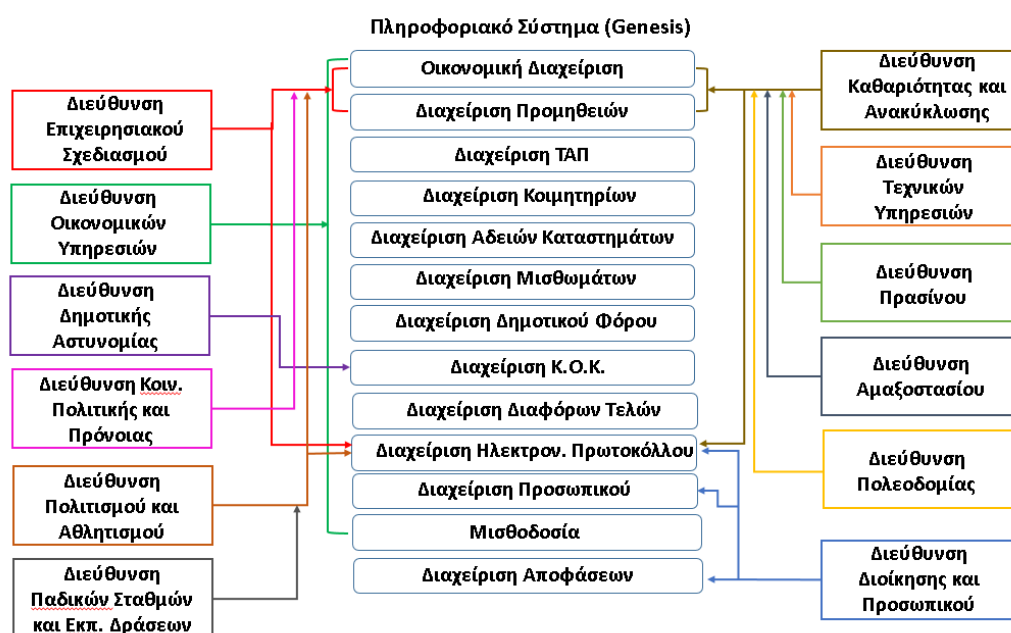 Πληροφοριακό Σύστημα (Genesis)
Διεύθυνση
Επιχειρησιακού
Σχεδιασμού
Διεύθυνση
Οικονομικών
Υπηρεσιών
Διεύθυνση
Δημοτικής
Αστυνομίας
Διεύθυνση Κοιν.
Πολιτικής και
Πρόνοιας
Διεύθυνση
Πολιτισμού και
Αθλητισμού
Διεύθυνση
Παδικών Σταθμών
και Εκπ. Δράσεων
Οικονομική Διαχείριση
Διαχείριση Προμηθειών
Διαχείριση ΤΑΠ
Διαχείριση Κοιμητηρίων
Διαχείριση Αδειών Καταστημάτων
Διαχείριση Μισθωμάτων
Διαχείριση Δημοτικού Φόρου
Διαχείριση Κ.Ο.Κ.
Διαχείριση Διαφόρων Τελών
Διαχείριση Ηλεκτρον. Πρωτοκόλλου
Διαχείριση Προσωπικού
Μισθοδοσία
Διαχείριση Αποφάσεων
Διεύθυνση
Καθαριότητας και
Ανακύκλωσης
Διεύθυνση
Τεχνικών
Υπηρεσιών
Διεύθυνση
Πρασίνου
Διεύθυνση
Αμαξοστασίου
Διεύθυνση
Πολεοδομίας
Διεύθυνση
Διοίκησης και
Προσωπικού